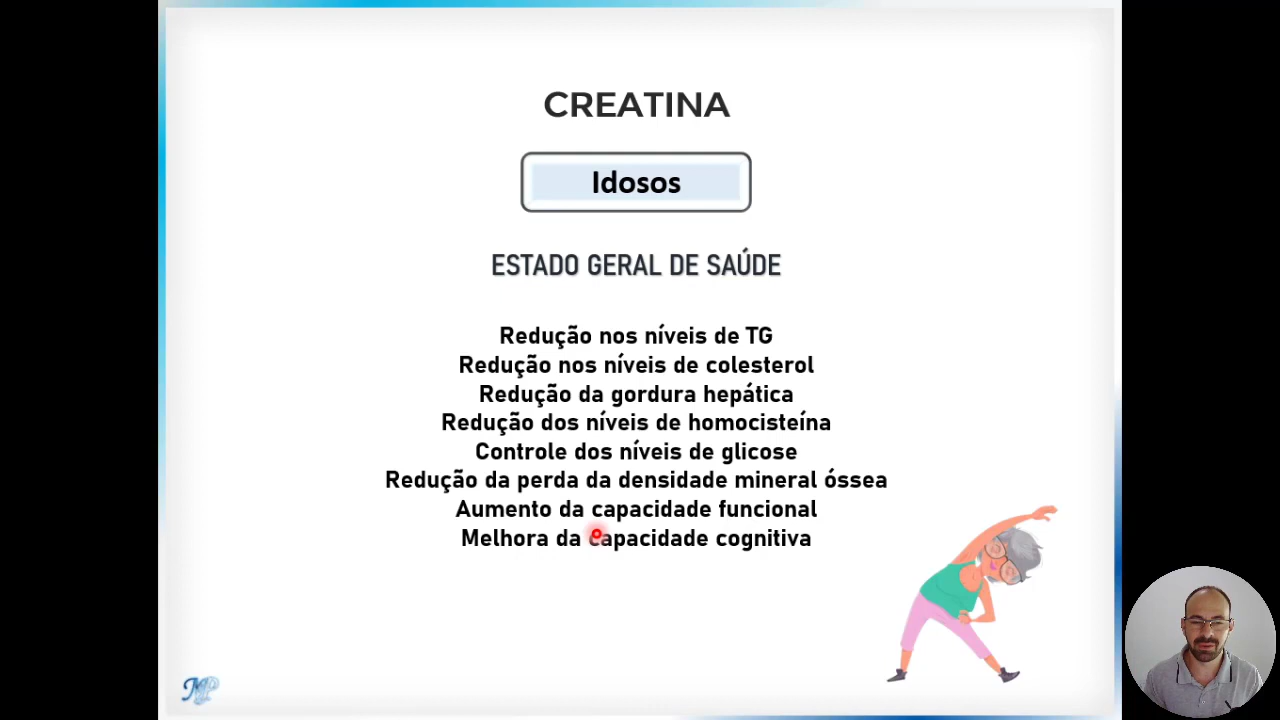 CREATINA
Idosos
ESTADO GERAL DE SAÚDE
Redução nos níveis de TG
Redução nos níveis de colesterol
Redução da gordura hepática
Redução dos níveis de homocisteína
Controle dos níveis de glicose
Redução da perda da densidade mineral óssea
Aumento da capacidade funcional
Melhora da capacidade cognitiva